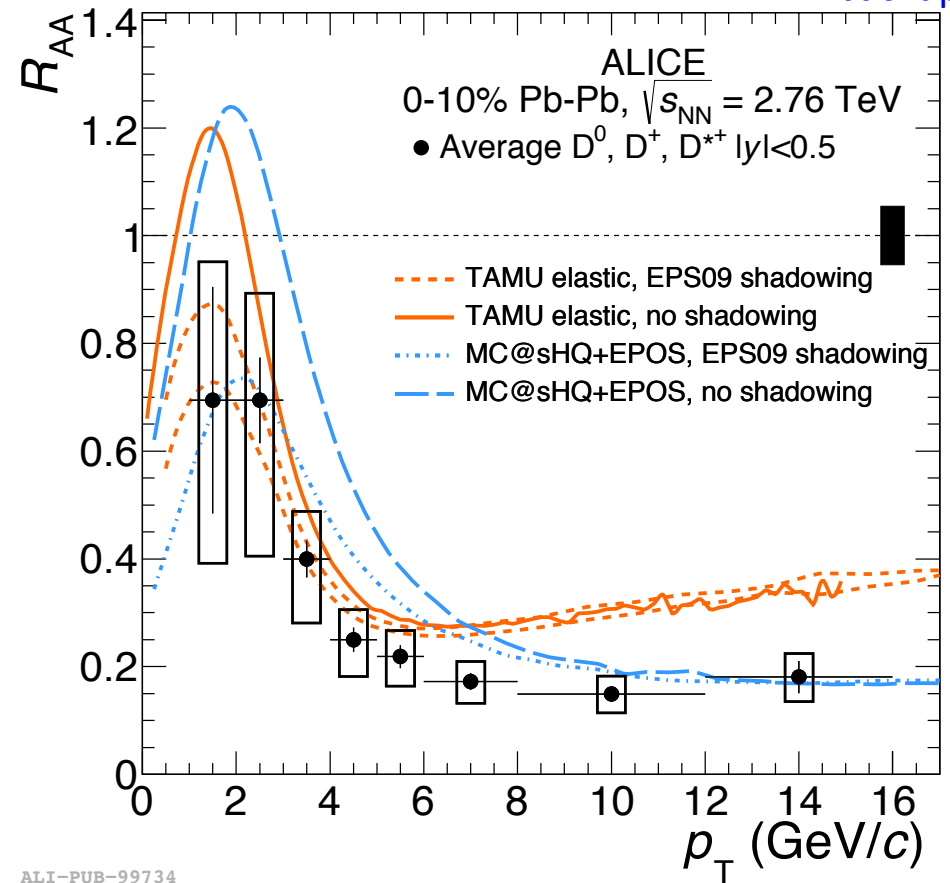 R_AA
1.4
1.2
1
0.8
0.6
0.4
0.2
0
ALICE
0-10% Pb-Pb, √s_NN = 2.76 TeV
● Average D⁰, D⁺, D*⁺ |y|<0.5
TAMU elastic, EPS09 shadowing
TAMU elastic, no shadowing
MC@sHQ+EPOS, EPS09 shadowing
MC@sHQ+EPOS, no shadowing
0 2 4 6 8 10 12 14 16
p_T (GeV/c)
ALI-PUB-99734